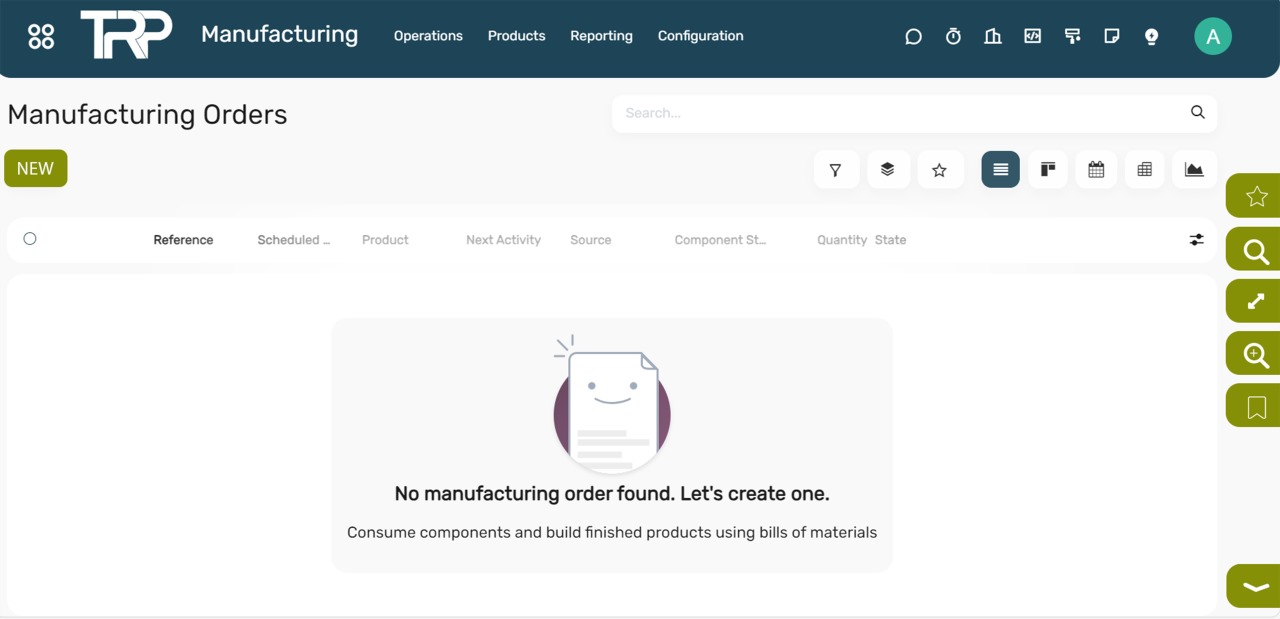 TRP Manufacturing Operations Products Reporting Configuration A
Manufacturing Orders Search...
NEW
Reference Scheduled ... Product Next Activity Source Component St... Quantity State
No manufacturing order found. Let's create one.
Consume components and build finished products using bills of materials